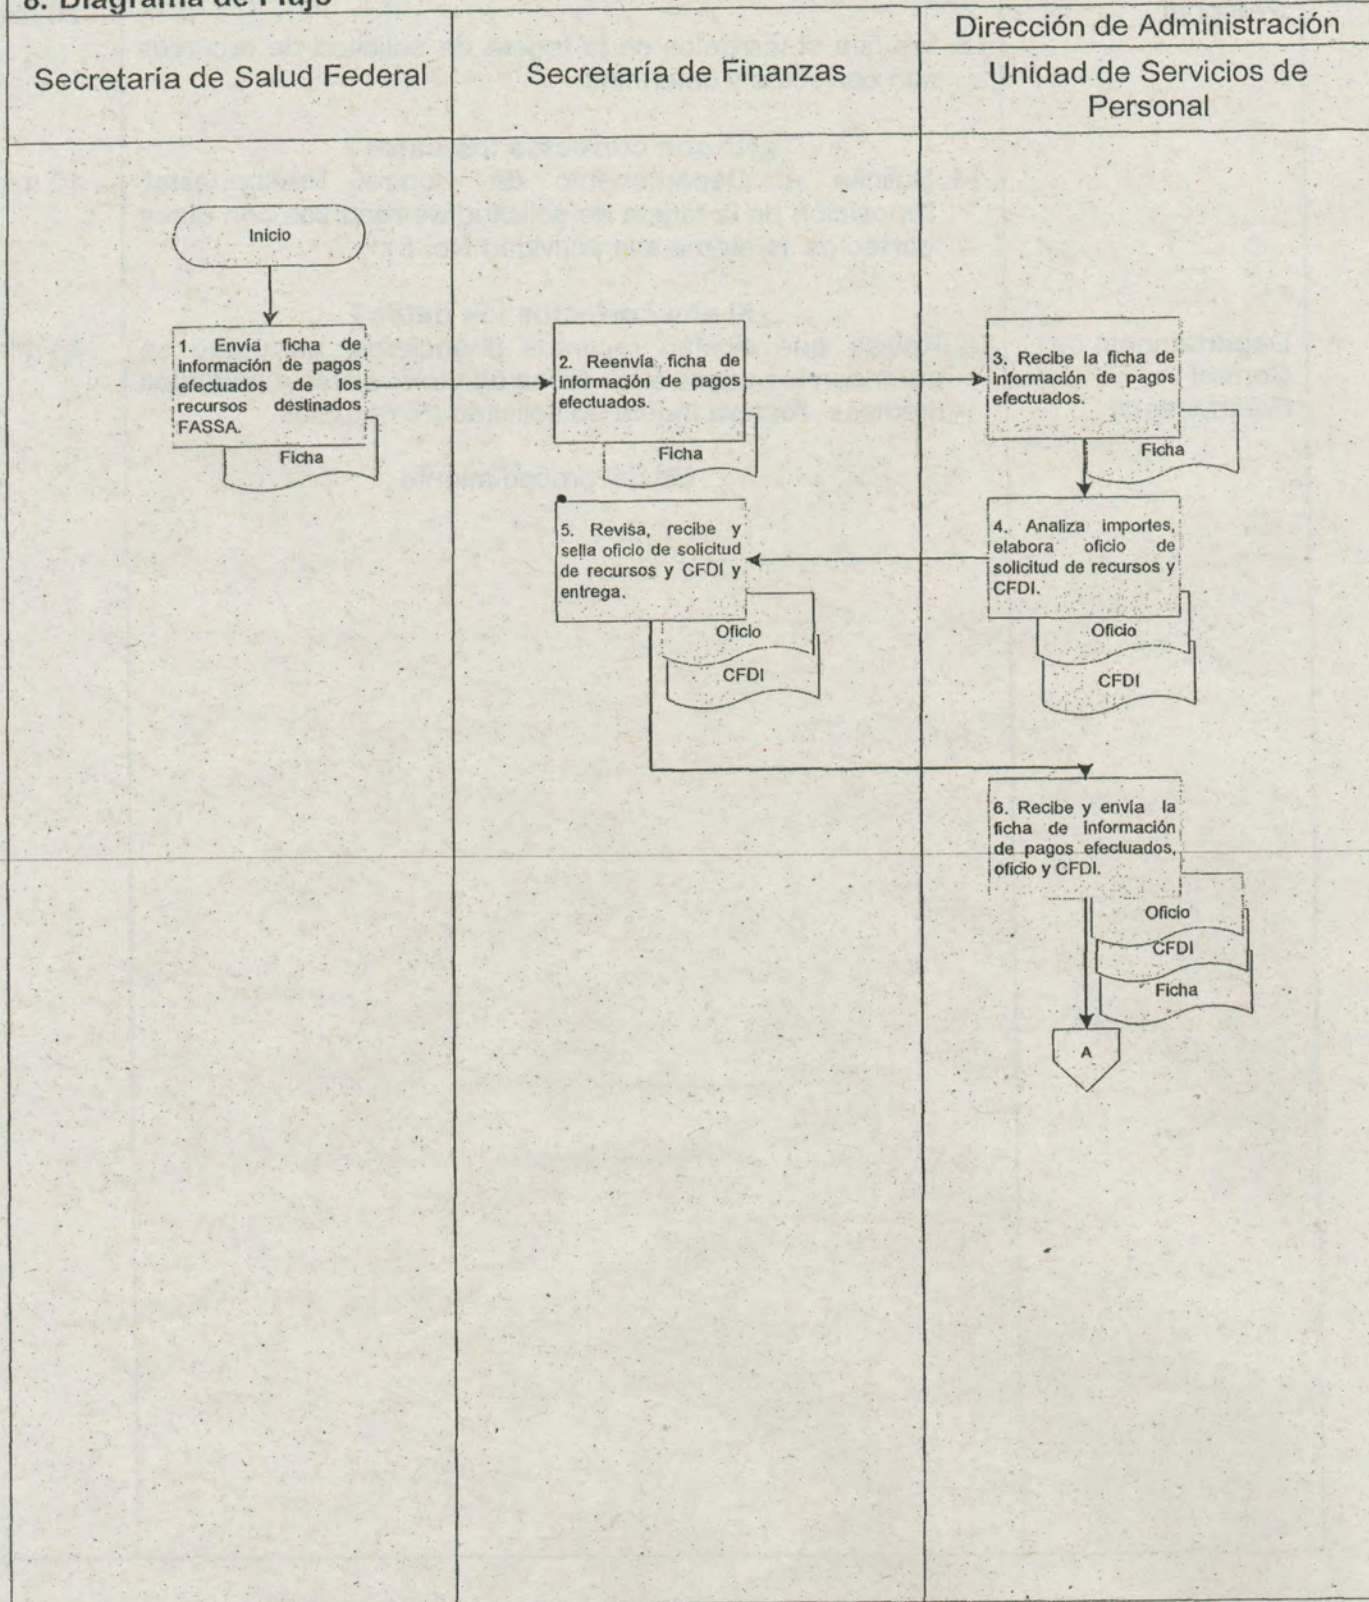 8. Diagrama de Flujo
Dirección de Administración
Secretaría de Salud Federal
Secretaría de Finanzas
Unidad de Servicios de
Personal
Inicio
1. Envía ficha de
información de pagos
efectuados de los
recursos destinados
FASSA.
Ficha
2. Reenvía ficha de
información de pagos
efectuados.
Ficha
3. Recibe la ficha de
información de pagos
efectuados.
Ficha
4. Analiza importes,
elabora oficio de
solicitud de recursos y
CFDI.
Oficio
CFDI
5. Revisa, recibe y
sella oficio de solicitud
de recursos y CFDI y
entrega.
Oficio
CFDI
6. Recibe y envía la
ficha de información
de pagos efectuados,
oficio y CFDI.
Oficio
CFDI
Ficha
A